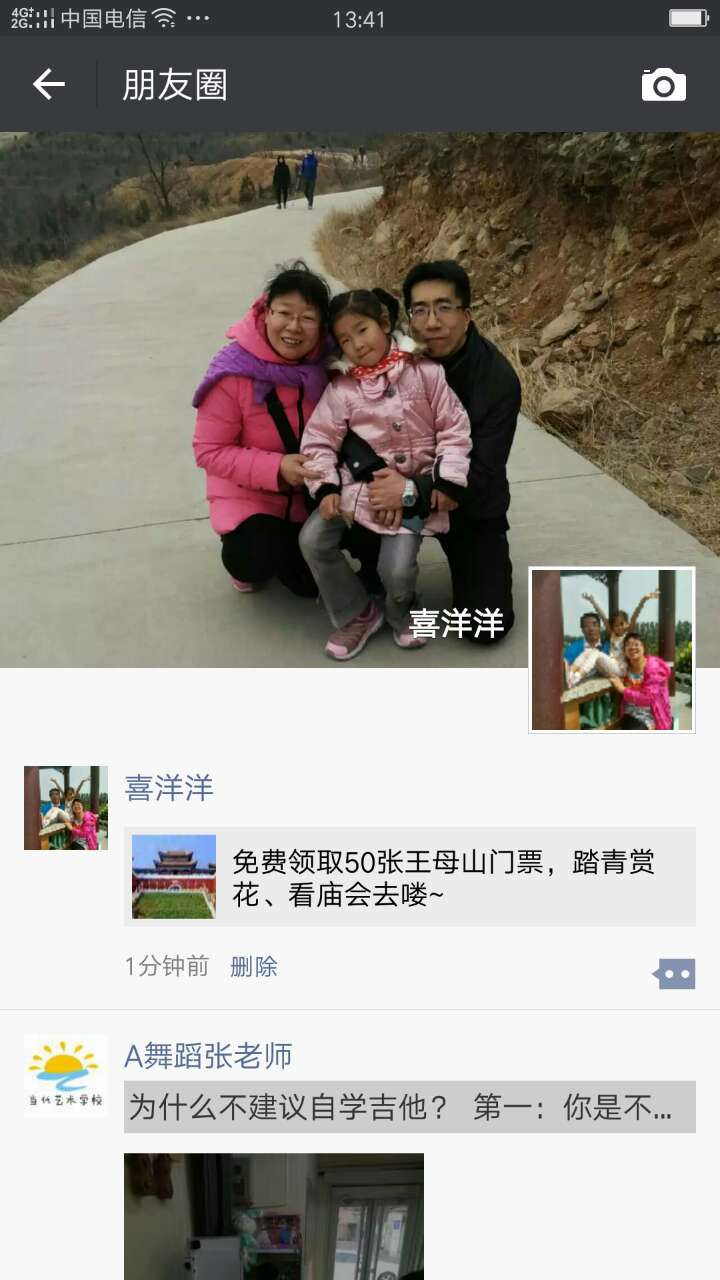 4G+ 2G 中国电信 13:41
朋友圈
喜洋洋
喜洋洋
免费领取50张王母山门票，踏青赏
花、看庙会去喽~
1分钟前 删除
A舞蹈张老师
当代艺术学校
为什么不建议自学吉他？ 第一：你是不...